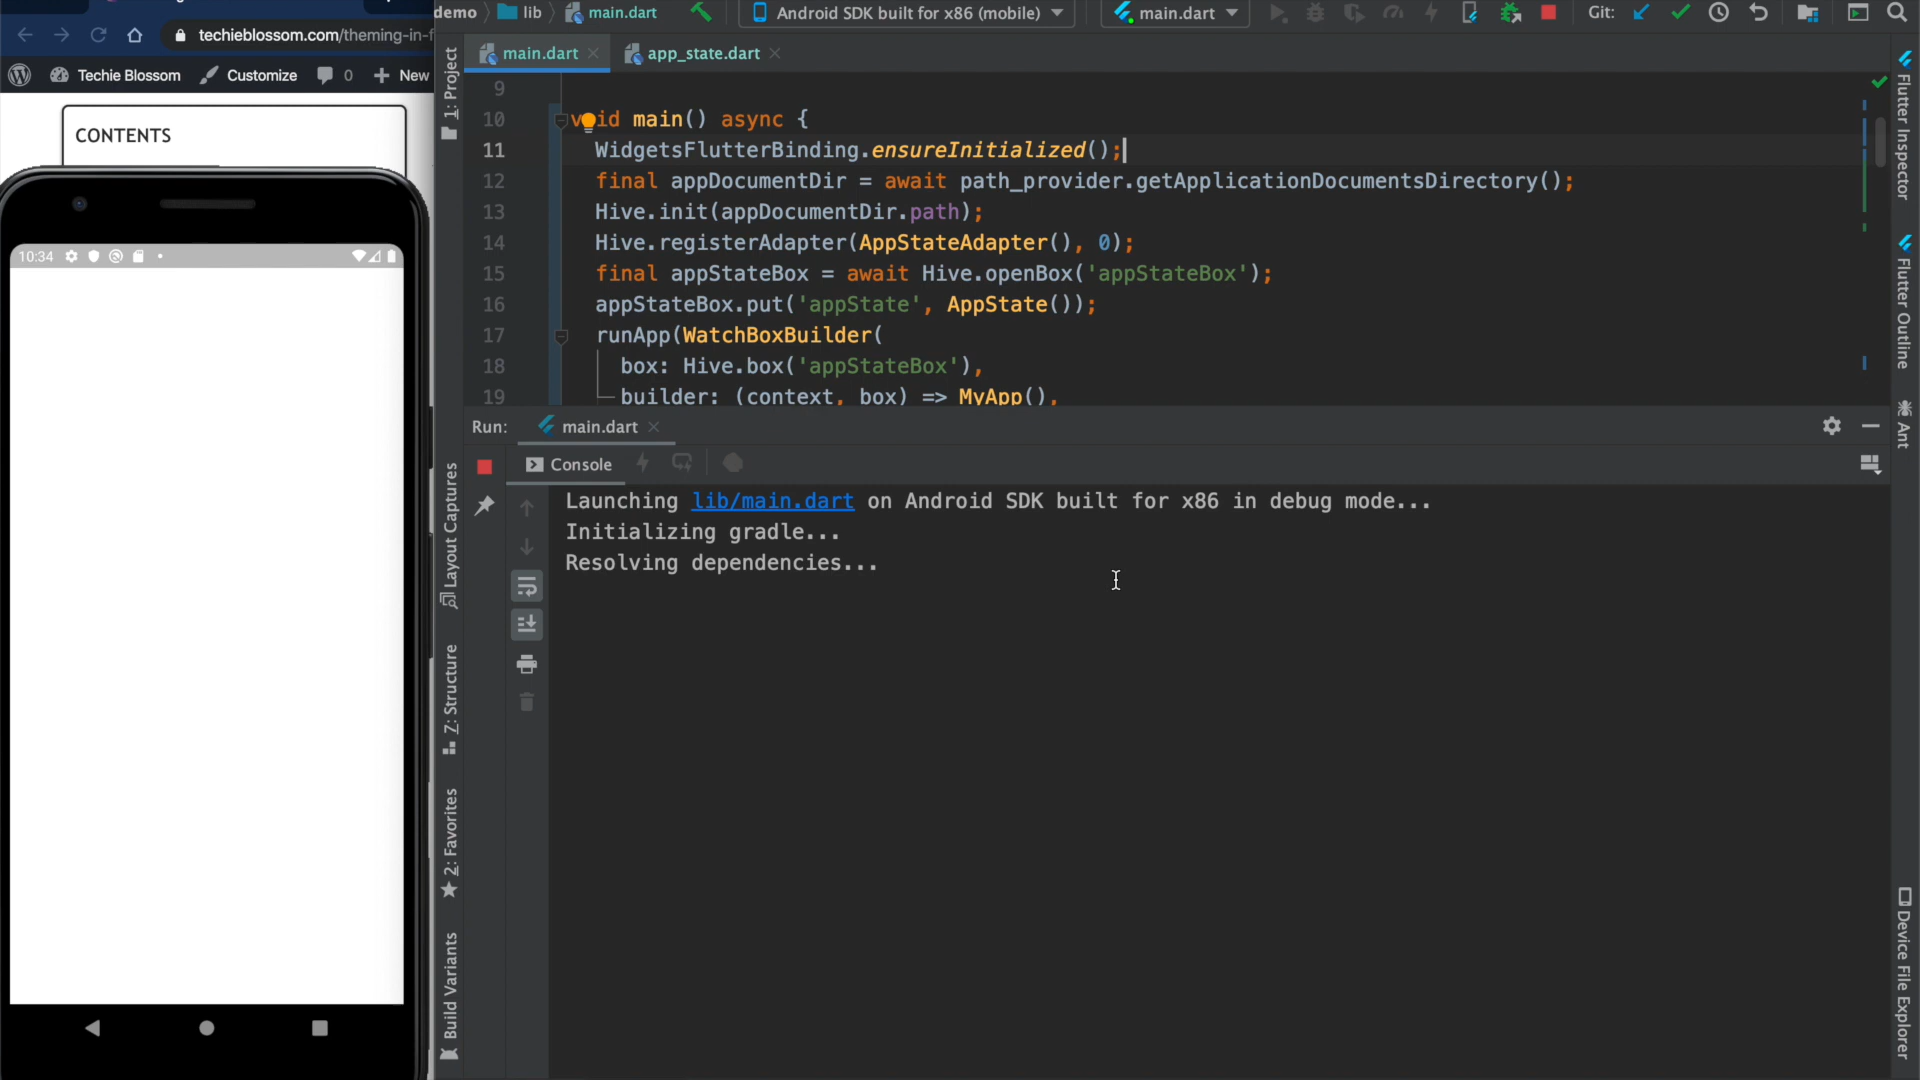 techieblossom.com/theming-in-f
Techie Blossom
Customize
0
New
CONTENTS
10:34
demo
lib
main.dart
Android SDK built for x86 (mobile)
main.dart
Git:
main.dart
app_state.dart
9
10 void main() async {
11 WidgetsFlutterBinding.ensureInitialized();
12 final appDocumentDir = await path_provider.getApplicationDocumentsDirectory();
13 Hive.init(appDocumentDir.path);
14 Hive.registerAdapter(AppStateAdapter(), 0);
15 final appStateBox = await Hive.openBox('appStateBox');
16 appStateBox.put('appState', AppState());
17 runApp(WatchBoxBuilder(
18 box: Hive.box('appStateBox'),
19 builder: (context, box) => MyApp(),
Run:
main.dart
Console
Launching lib/main.dart on Android SDK built for x86 in debug mode...
Initializing gradle...
Resolving dependencies...
1: Project
Layout Captures
Z: Structure
2: Favorites
Build Variants
Flutter Inspector
Flutter Outline
Ant
Device File Explorer